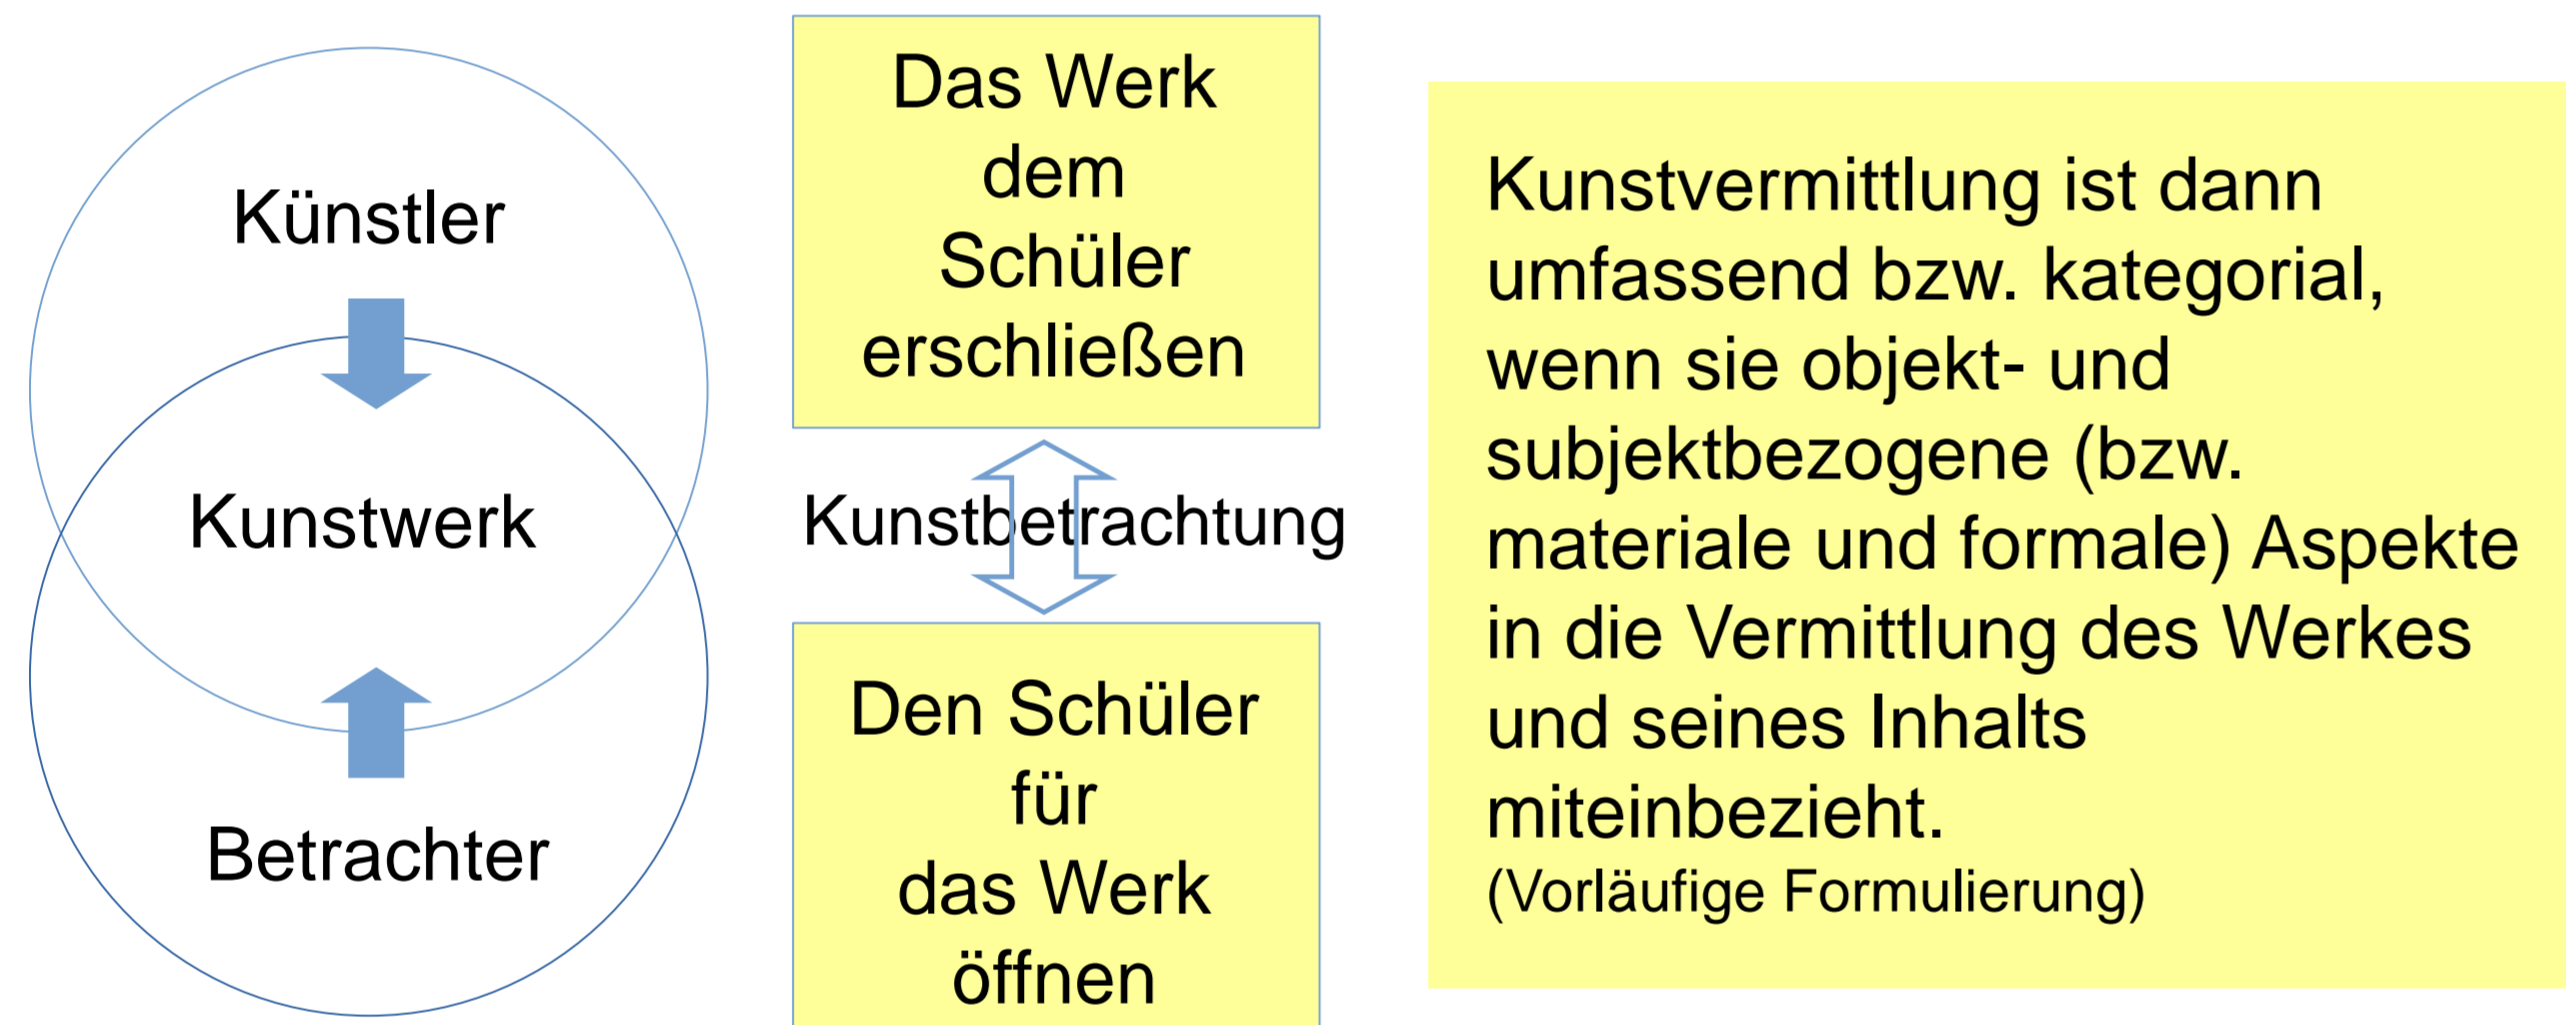 Künstler
Kunstwerk
Betrachter
Das Werk
dem
Schüler
erschließen
Kunstbetrachtung
Den Schüler
für
das Werk
öffnen
Kunstvermittlung ist dann
umfassend bzw. kategorial,
wenn sie objekt- und
subjektbezogene (bzw.
materiale und formale) Aspekte
in die Vermittlung des Werkes
und seines Inhalts
miteinbezieht.
(Vorläufige Formulierung)